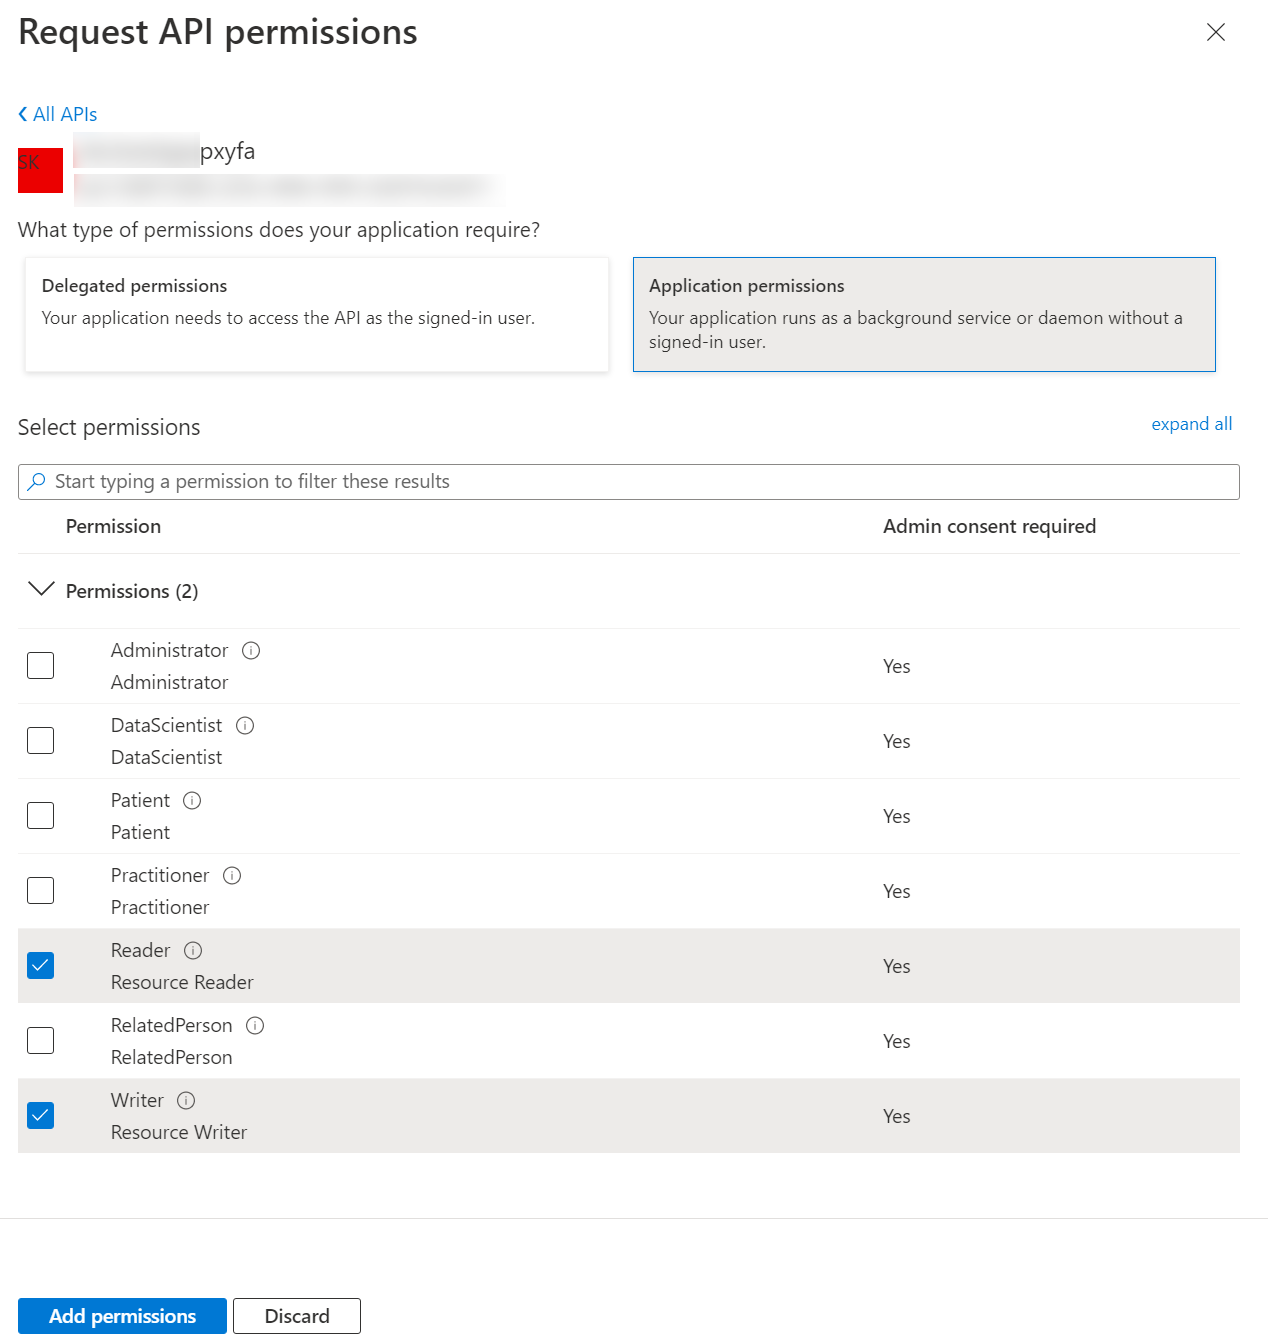 Request API permissions
All APIs
SK
pxyfa
What type of permissions does your application require?
Delegated permissions
Your application needs to access the API as the signed-in user.
Application permissions
Your application runs as a background service or daemon without a
signed-in user.
Select permissions
expand all
Start typing a permission to filter these results
Permission
Admin consent required
Permissions (2)
Administrator
Administrator
Yes
DataScientist
DataScientist
Yes
Patient
Patient
Yes
Practitioner
Practitioner
Yes
Reader
Resource Reader
Yes
RelatedPerson
RelatedPerson
Yes
Writer
Resource Writer
Yes
Add permissions
Discard